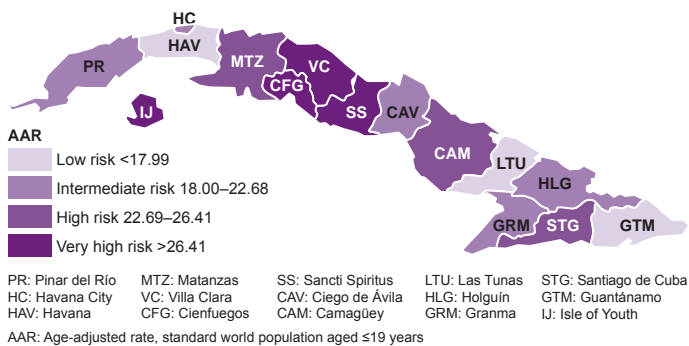 HC
HAV
PR
MTZ
VC
CFG
IJ
SS
CAV
CAM
LTU
HLG
GRM
STG
GTM
AAR
Low risk <17.99
Intermediate risk 18.00–22.68
High risk 22.69–26.41
Very high risk >26.41
PR: Pinar del Río MTZ: Matanzas SS: Sancti Spiritus LTU: Las Tunas STG: Santiago de Cuba
HC: Havana City VC: Villa Clara CAV: Ciego de Ávila HLG: Holguín GTM: Guantánamo
HAV: Havana CFG: Cienfuegos CAM: Camagüey GRM: Granma IJ: Isle of Youth
AAR: Age-adjusted rate, standard world population aged ≤19 years